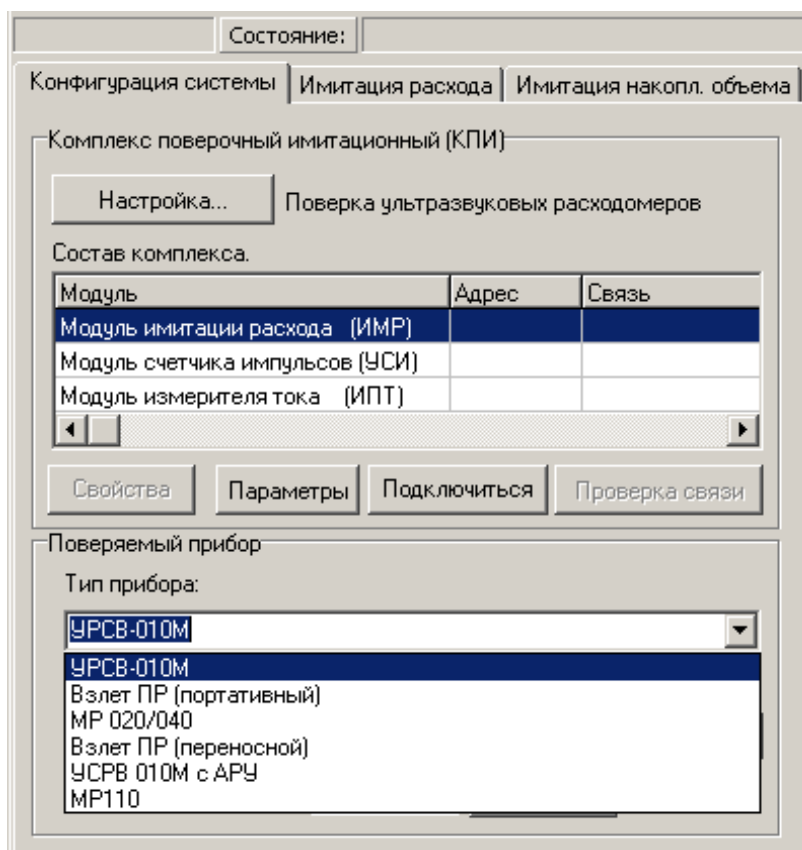 Состояние:
Конфигурация системы Имитация расхода Имитация накопл. объема
Комплекс поверочный имитационный (КПИ)
Настройка... Поверка ультразвуковых расходомеров
Состав комплекса.
Модуль Адрес Связь
Модуль имитации расхода (ИМР)
Модуль счетчика импульсов (УСИ)
Модуль измерителя тока (ИПТ)
Свойства Параметры Подключиться Проверка связи
Поверяемый прибор
Тип прибора:
УРСВ-010М
УРСВ-010М
Взлет ПР (портативный)
МР 020/040
Взлет ПР (переносной)
УСРВ 010М с АРУ
МР110